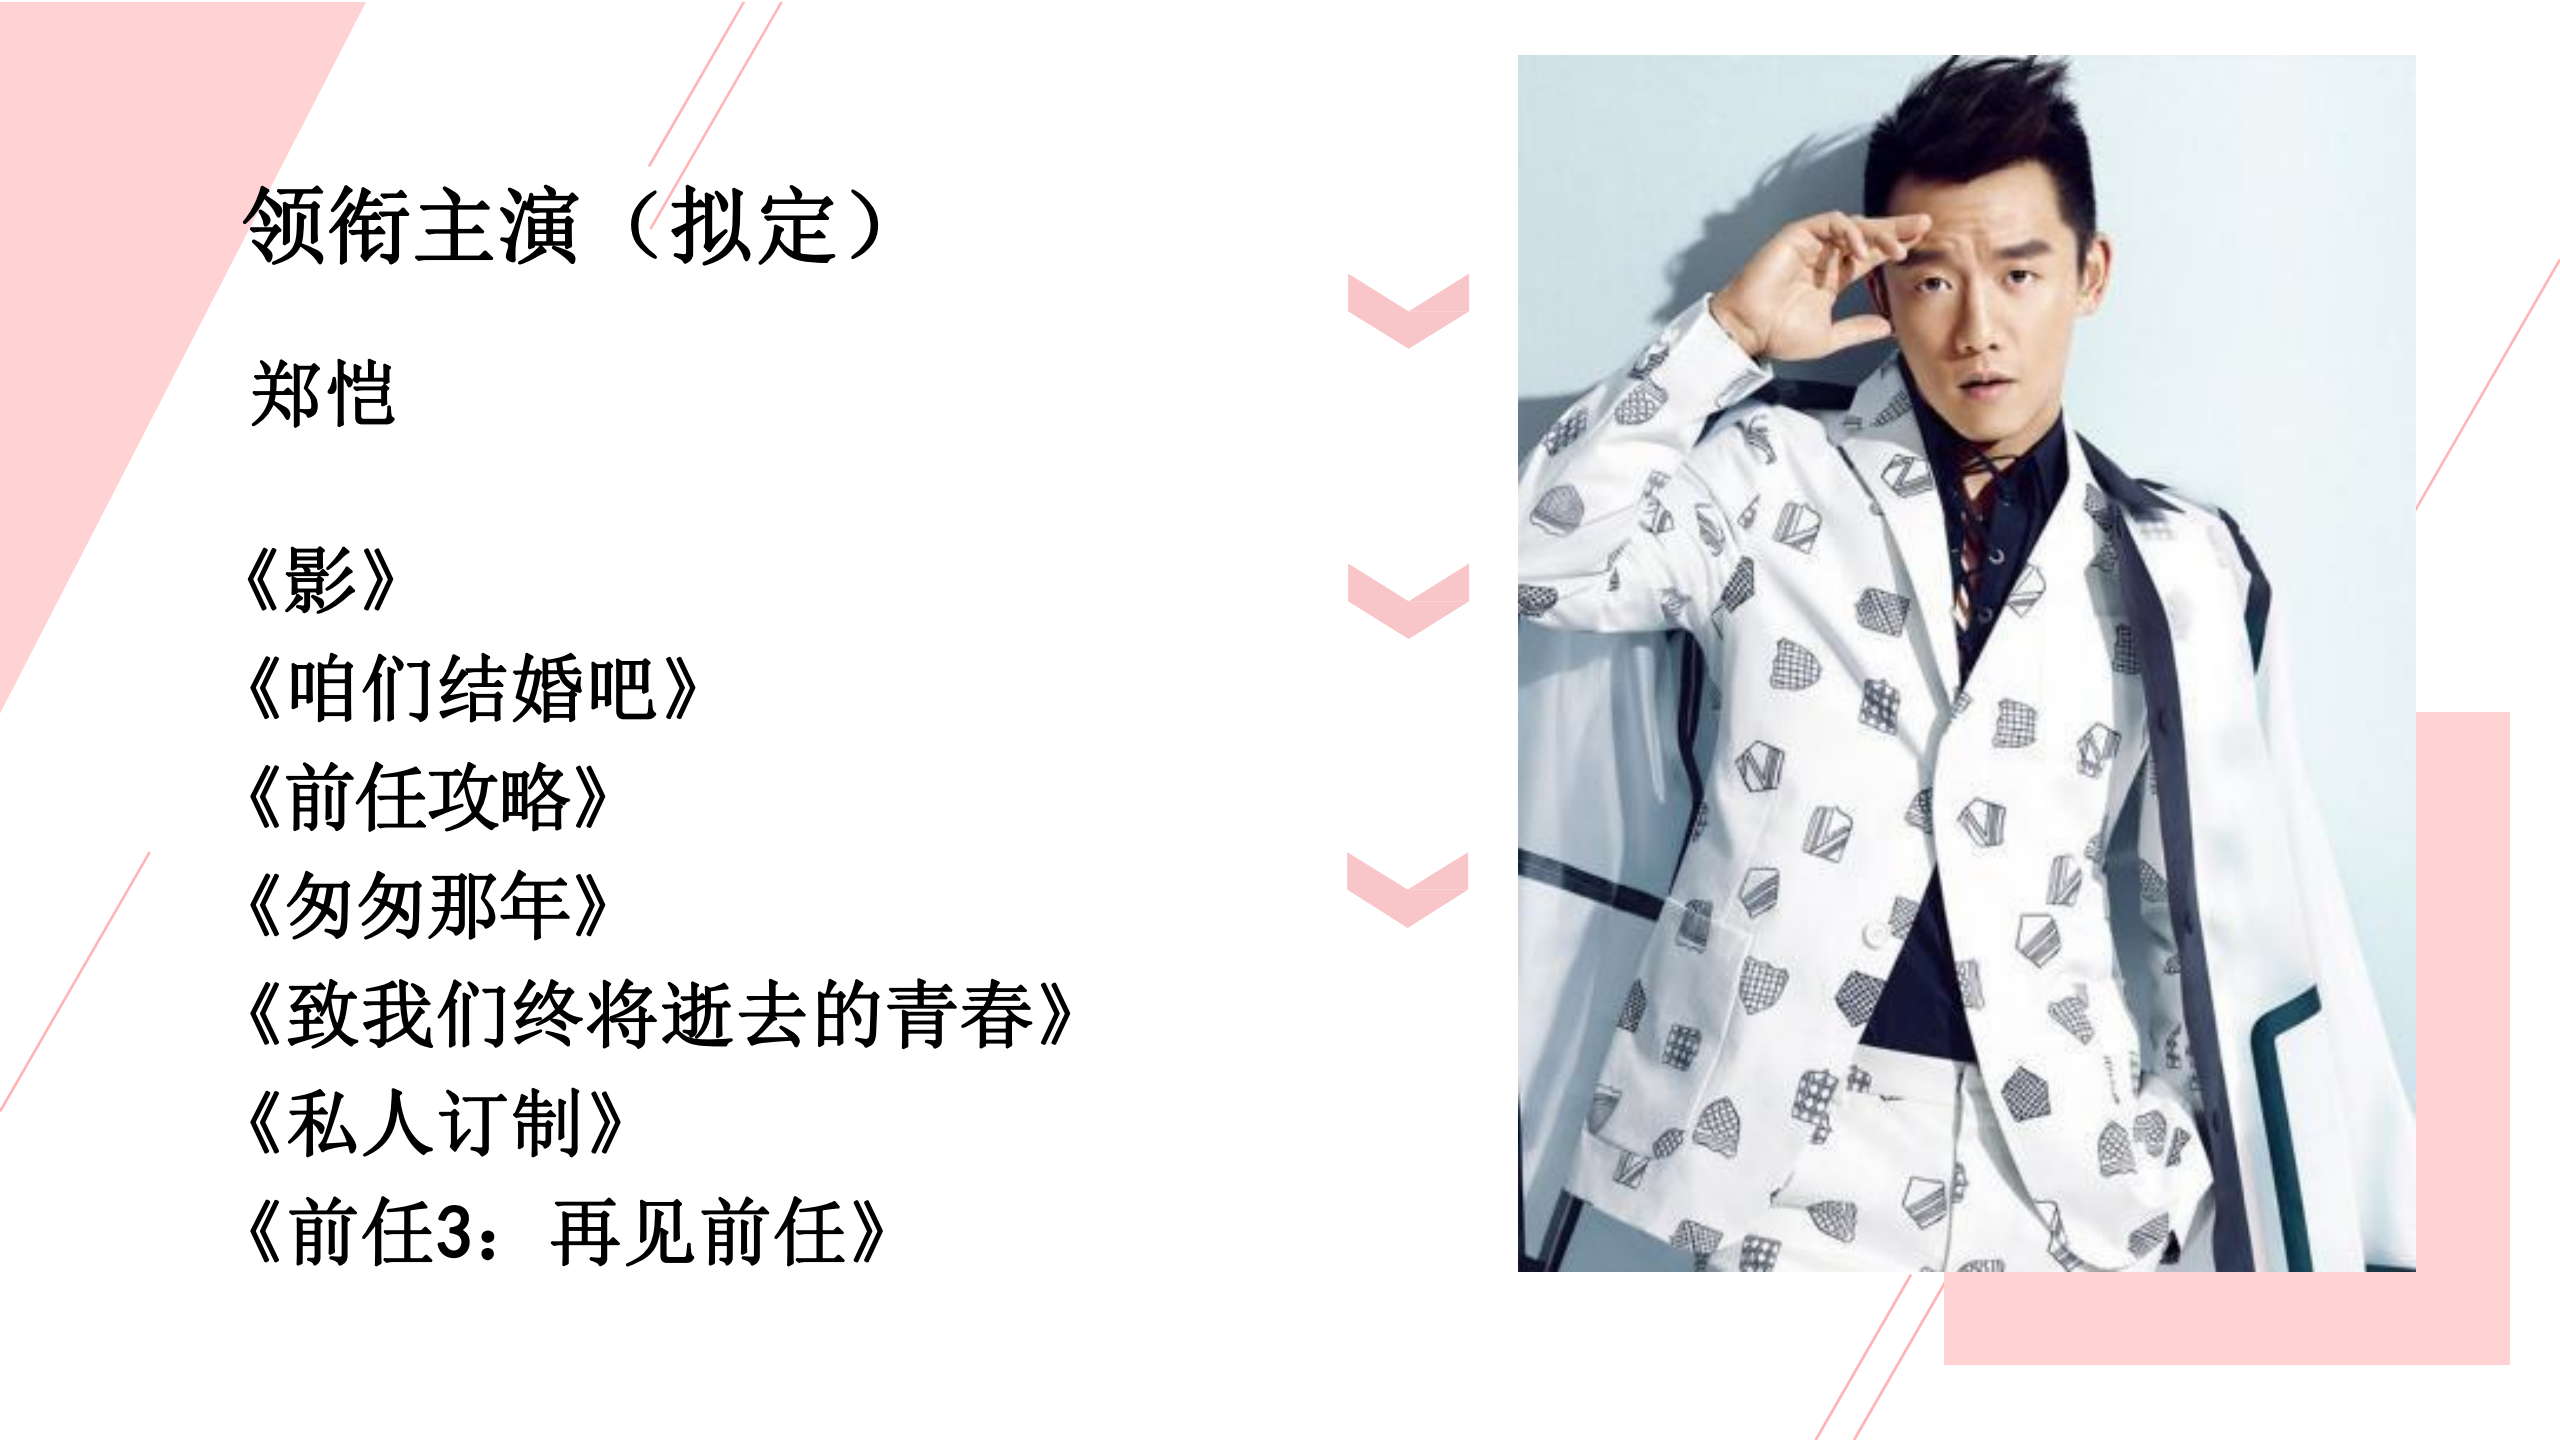 领衔主演（拟定）
郑恺
《影》
《咱们结婚吧》
《前任攻略》
《匆匆那年》
《致我们终将逝去的青春》
《私人订制》
《前任3：再见前任》